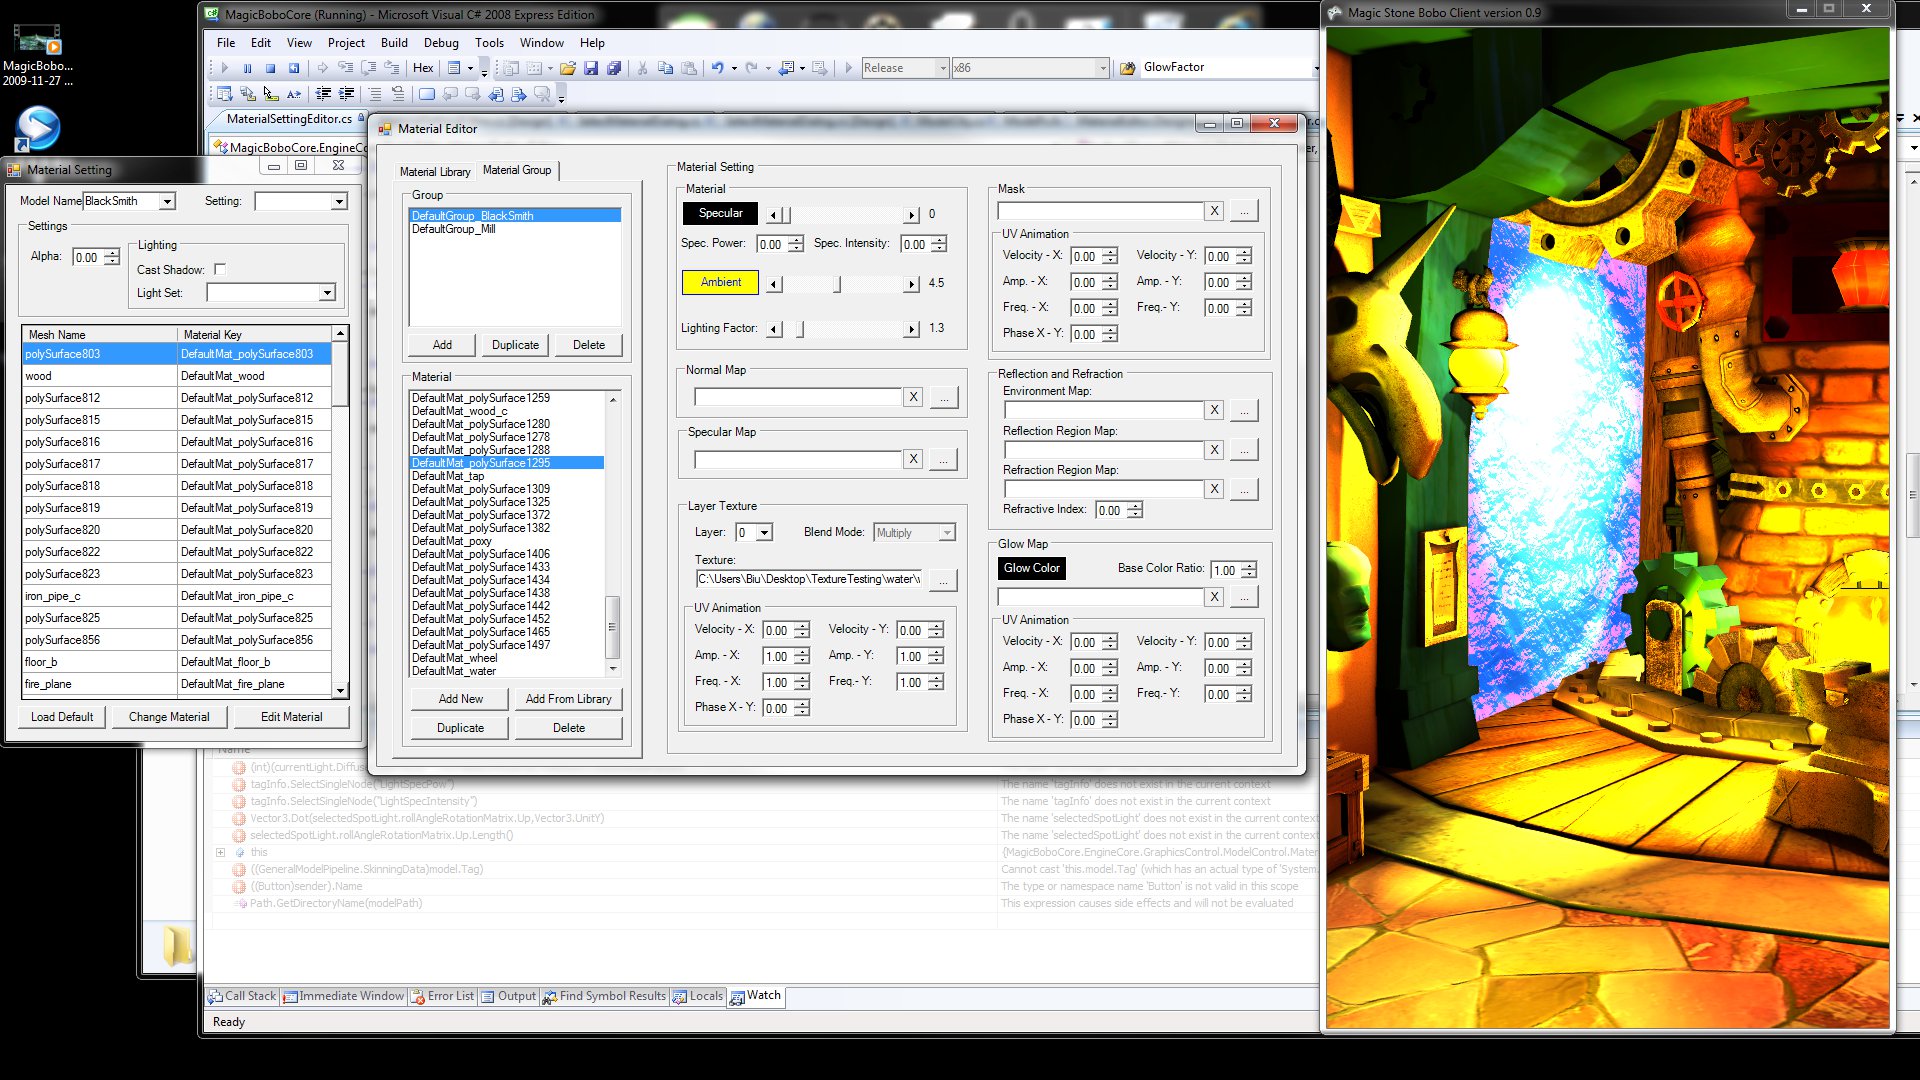 MagicBobo...
2009-11-27 ...
MagicBoboCore (Running) - Microsoft Visual C# 2008 Express Edition
File Edit View Project Build Debug Tools Window Help
Hex
Release
x86
GlowFactor
MaterialSettingEditor.cs
MagicBoboCore.EngineCo
Material Setting
Model Name
BlackSmith
Setting:
Settings
Alpha:
0.00
Lighting
Cast Shadow:
Light Set:
Mesh Name Material Key
polySurface803 DefaultMat_polySurface803
wood DefaultMat_wood
polySurface812 DefaultMat_polySurface812
polySurface815 DefaultMat_polySurface815
polySurface816 DefaultMat_polySurface816
polySurface817 DefaultMat_polySurface817
polySurface818 DefaultMat_polySurface818
polySurface819 DefaultMat_polySurface819
polySurface820 DefaultMat_polySurface820
polySurface822 DefaultMat_polySurface822
polySurface823 DefaultMat_polySurface823
iron_pipe_c DefaultMat_iron_pipe_c
polySurface825 DefaultMat_polySurface825
polySurface856 DefaultMat_polySurface856
floor_b DefaultMat_floor_b
fire_plane DefaultMat_fire_plane
Load Default Change Material Edit Material
Material Editor
Material Library Material Group
Group
DefaultGroup_BlackSmith
DefaultGroup_Mill
Add Duplicate Delete
Material
DefaultMat_polySurface1259
DefaultMat_wood_c
DefaultMat_polySurface1280
DefaultMat_polySurface1278
DefaultMat_polySurface1288
DefaultMat_polySurface1295
DefaultMat_tap
DefaultMat_polySurface1309
DefaultMat_polySurface1325
DefaultMat_polySurface1372
DefaultMat_polySurface1382
DefaultMat_poxy
DefaultMat_polySurface1406
DefaultMat_polySurface1433
DefaultMat_polySurface1434
DefaultMat_polySurface1438
DefaultMat_polySurface1442
DefaultMat_polySurface1452
DefaultMat_polySurface1465
DefaultMat_polySurface1497
DefaultMat_wheel
DefaultMat_water
Add New Add From Library
Duplicate Delete
Material Setting
Material
Specular 0
Spec. Power: 0.00 Spec. Intensity: 0.00
Ambient 4.5
Lighting Factor: 1.3
Normal Map
X ...
Specular Map
X ...
Layer Texture
Layer: 0 Blend Mode: Multiply
Texture:
C:\Users\Biu\Desktop\TextureTesting\water\ ...
UV Animation
Velocity - X: 0.00 Velocity - Y: 0.00
Amp. - X: 1.00 Amp. - Y: 1.00
Freq. - X: 1.00 Freq.- Y: 1.00
Phase X - Y: 0.00
Mask
X ...
UV Animation
Velocity - X: 0.00 Velocity - Y: 0.00
Amp. - X: 0.00 Amp. - Y: 0.00
Freq. - X: 0.00 Freq.- Y: 0.00
Phase X - Y: 0.00
Reflection and Refraction
Environment Map:
X ...
Reflection Region Map:
X ...
Refraction Region Map:
X ...
Refractive Index: 0.00
Glow Map
Glow Color Base Color Ratio: 1.00
X ...
UV Animation
Velocity - X: 0.00 Velocity - Y: 0.00
Amp. - X: 0.00 Amp. - Y: 0.00
Freq. - X: 0.00 Freq.- Y: 0.00
Phase X - Y: 0.00
Name
(int)(currentLight.Diffus
tagInfo.SelectSingleNode("LightSpecPow") The name 'tagInfo' does not exist in the current context
tagInfo.SelectSingleNode("LightSpecIntensity") The name 'tagInfo' does not exist in the current context
Vector3.Dot(selectedSpotLight.rollAngleRotationMatrix.Up,Vector3.UnitY) The name 'selectedSpotLight' does not exist in the current context
selectedSpotLight.rollAngleRotationMatrix.Up.Length() The name 'selectedSpotLight' does not exist in the current context
this {MagicBoboCore.EngineCore.GraphicsControl.ModelControl.Mater
((GeneralModelPipeline.SkinningData)model.Tag) Cannot cast 'this.model.Tag' (which has an actual type of 'System.
((Button)sender).Name The type or namespace name 'Button' is not valid in this scope
Path.GetDirectoryName(modelPath) This expression causes side effects and will not be evaluated
Call Stack Immediate Window Error List Output Find Symbol Results Locals Watch
Ready
Magic Stone Bobo Client version 0.9